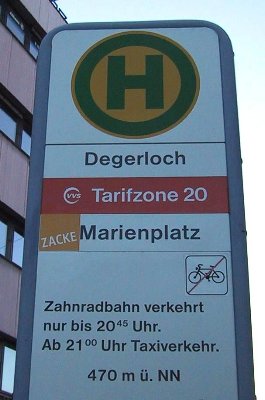 H
Degerloch
VVS Tarifzone 20
ZACKE Marienplatz
Zahnradbahn verkehrt
nur bis 20⁴⁵ Uhr.
Ab 21⁰⁰ Uhr Taxiverkehr.
470 m ü. NN